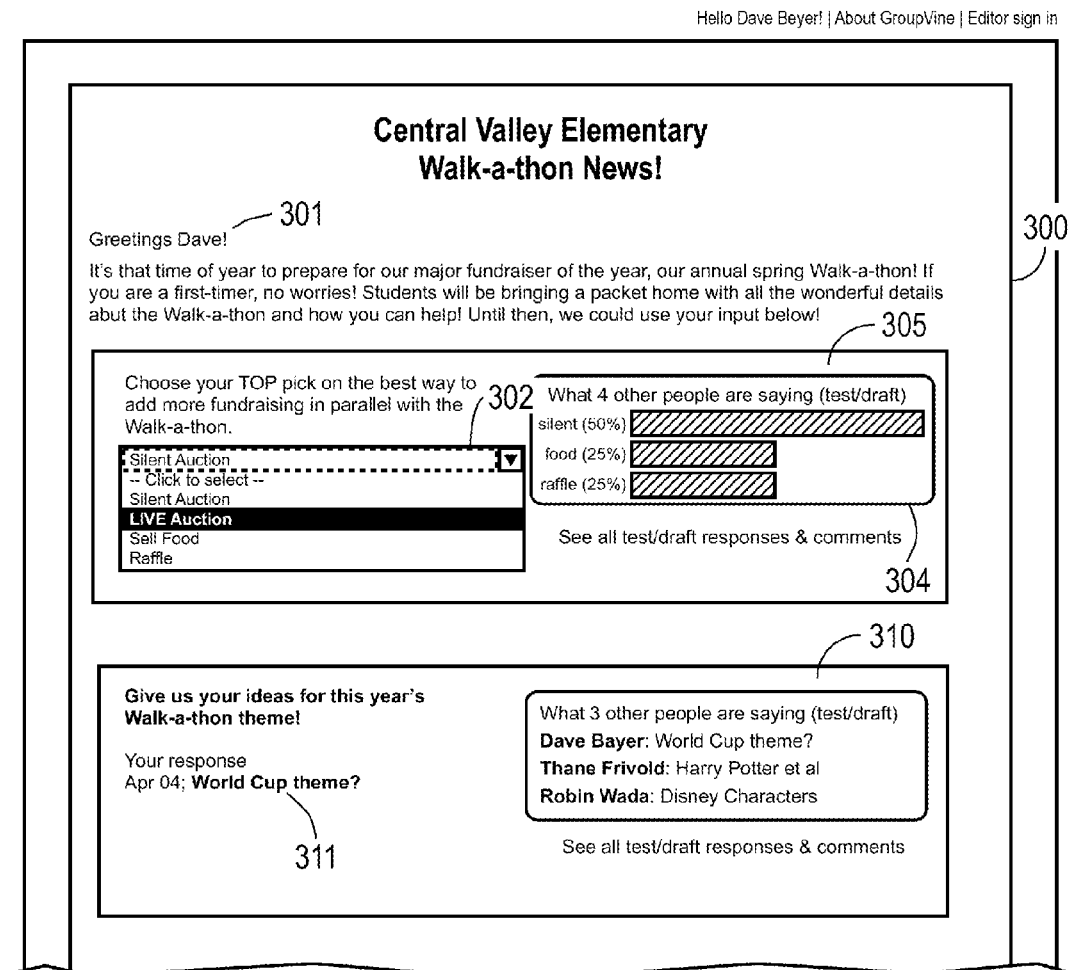 Hello Dave Beyer! | About GroupVine | Editor sign in
Central Valley Elementary
Walk-a-thon News!
301
Greetings Dave!
300
It's that time of year to prepare for our major fundraiser of the year, our annual spring Walk-a-thon! If
you are a first-timer, no worries! Students will be bringing a packet home with all the wonderful details
abut the Walk-a-thon and how you can help! Until then, we could use your input below!
305
Choose your TOP pick on the best way to
add more fundraising in parallel with the
Walk-a-thon.
302
Silent Auction
-- Click to select --
Silent Auction
LIVE Auction
Sell Food
Raffle
What 4 other people are saying (test/draft)
silent (50%)
food (25%)
raffle (25%)
See all test/draft responses & comments
304
310
Give us your ideas for this year's
Walk-a-thon theme!
Your response
Apr 04; World Cup theme?
311
What 3 other people are saying (test/draft)
Dave Bayer: World Cup theme?
Thane Frivold: Harry Potter et al
Robin Wada: Disney Characters
See all test/draft responses & comments